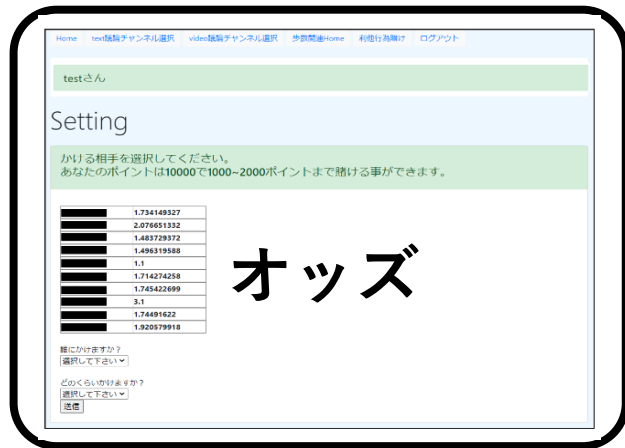 Home text議論チャンネル選択 video議論チャンネル選択 歩数関連Home 利他行為賭け ログアウト
testさん
Setting
かける相手を選択してください。
あなたのポイントは10000で1000~2000ポイントまで賭ける事ができます。
1.734149327
2.076651332
1.483729372
1.496319588
1.1
1.714274258
1.745422699
3.1
1.74491622
1.920579918
オッズ
誰にかけますか？
選択して下さい
どのくらいかけますか？
選択して下さい
送信